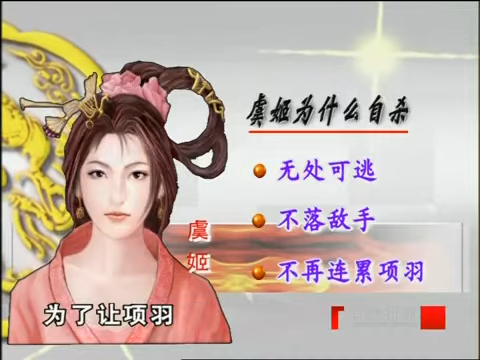 虞姬为什么自杀
无处可逃
不落敌手
不再连累项羽
虞姬
为了让项羽